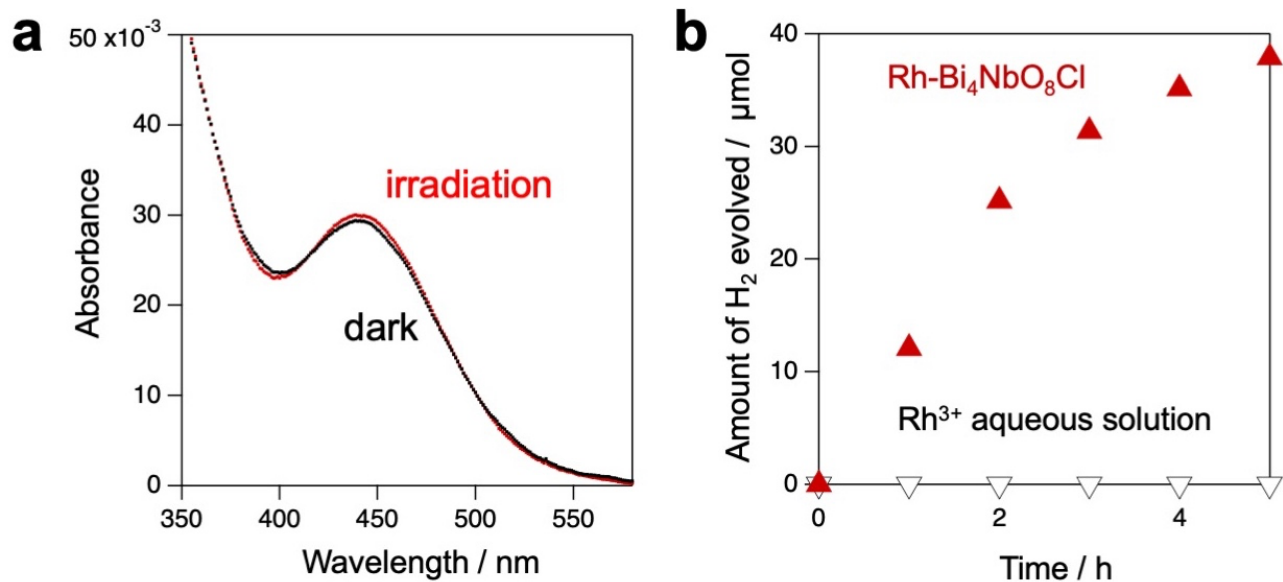 a
50 x10⁻³
40
30
20
10
0
Absorbance
irradiation
dark
350
400
450
500
550
Wavelength / nm
b
40
30
20
10
0
Amount of H₂ evolved / µmol
Rh-Bi₄NbO₈Cl
Rh³⁺ aqueous solution
0
2
4
Time / h